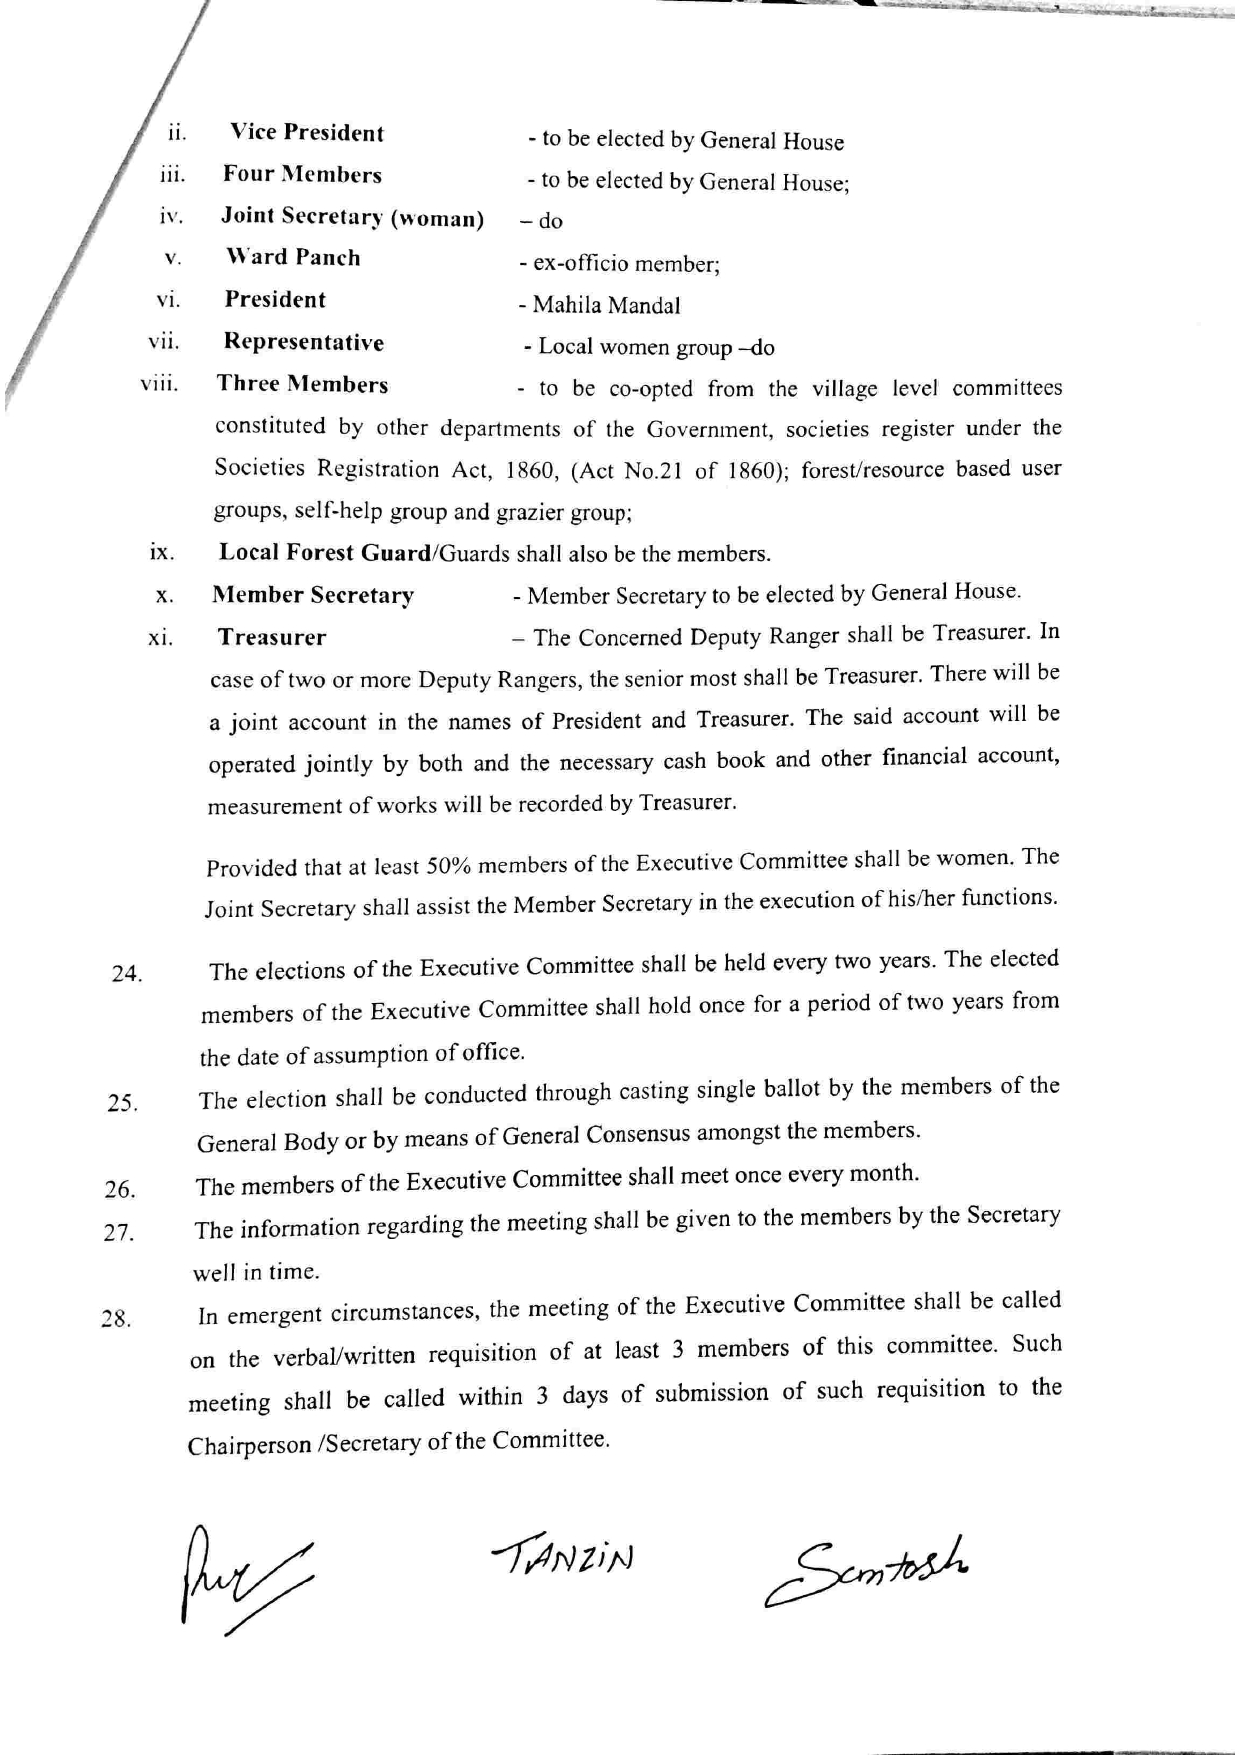 ii. Vice President - to be elected by General House
iii. Four Members - to be elected by General House;
iv. Joint Secretary (woman) – do
v. Ward Panch - ex-officio member;
vi. President - Mahila Mandal
vii. Representative - Local women group –do
viii. Three Members - to be co-opted from the village level committees
constituted by other departments of the Government, societies register under the
Societies Registration Act, 1860, (Act No.21 of 1860); forest/resource based user
groups, self-help group and grazier group;
ix. Local Forest Guard/Guards shall also be the members.
x. Member Secretary - Member Secretary to be elected by General House.
xi. Treasurer – The Concerned Deputy Ranger shall be Treasurer. In
case of two or more Deputy Rangers, the senior most shall be Treasurer. There will be
a joint account in the names of President and Treasurer. The said account will be
operated jointly by both and the necessary cash book and other financial account,
measurement of works will be recorded by Treasurer.
Provided that at least 50% members of the Executive Committee shall be women. The
Joint Secretary shall assist the Member Secretary in the execution of his/her functions.
24. The elections of the Executive Committee shall be held every two years. The elected
members of the Executive Committee shall hold once for a period of two years from
the date of assumption of office.
25. The election shall be conducted through casting single ballot by the members of the
General Body or by means of General Consensus amongst the members.
26. The members of the Executive Committee shall meet once every month.
27. The information regarding the meeting shall be given to the members by the Secretary
well in time.
28. In emergent circumstances, the meeting of the Executive Committee shall be called
on the verbal/written requisition of at least 3 members of this committee. Such
meeting shall be called within 3 days of submission of such requisition to the
Chairperson /Secretary of the Committee.
TANZiN Santosh